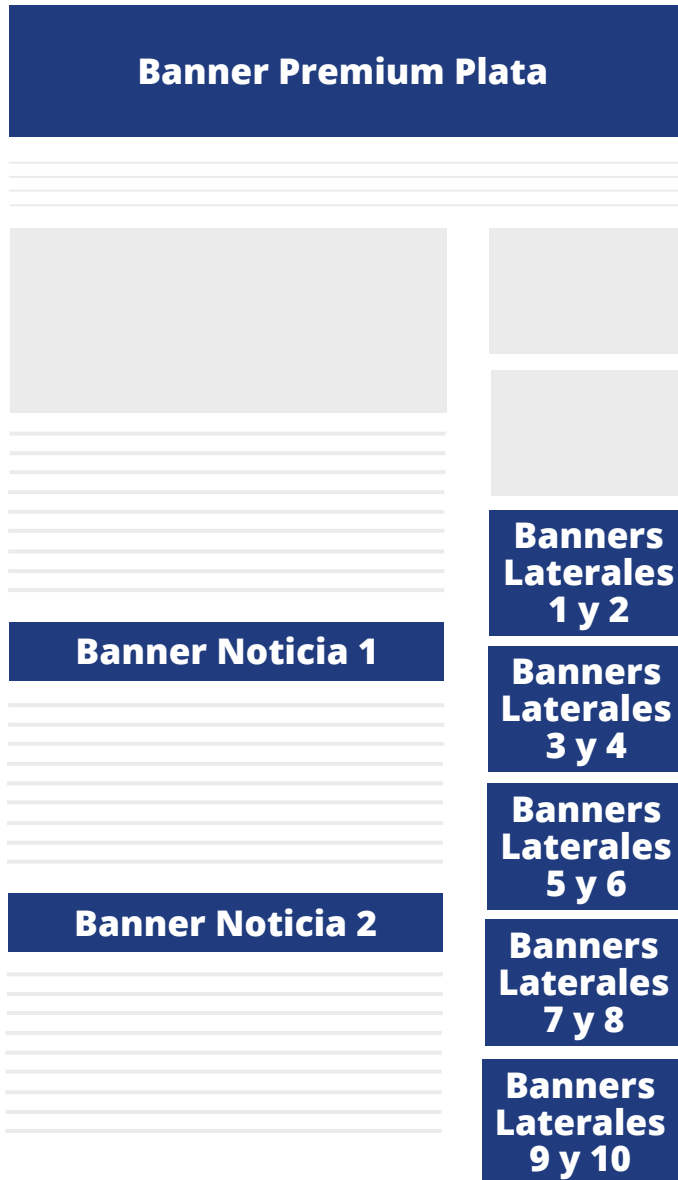 Banner Premium Plata
Banners
Laterales
1 y 2
Banner Noticia 1
Banners
Laterales
3 y 4
Banners
Laterales
5 y 6
Banner Noticia 2
Banners
Laterales
7 y 8
Banners
Laterales
9 y 10